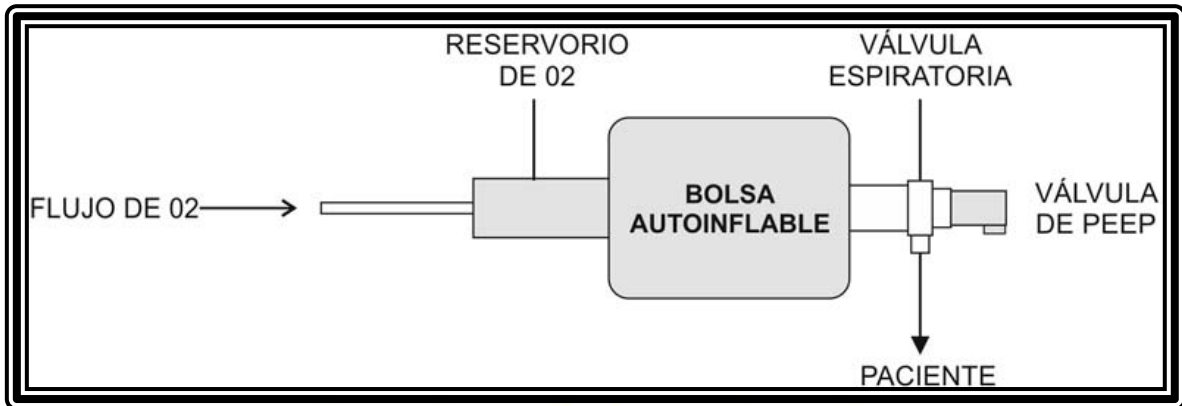 RESERVORIO
DE 02
VÁLVULA
ESPIRATORIA
FLUJO DE 02
BOLSA
AUTOINFLABLE
VÁLVULA
DE PEEP
PACIENTE